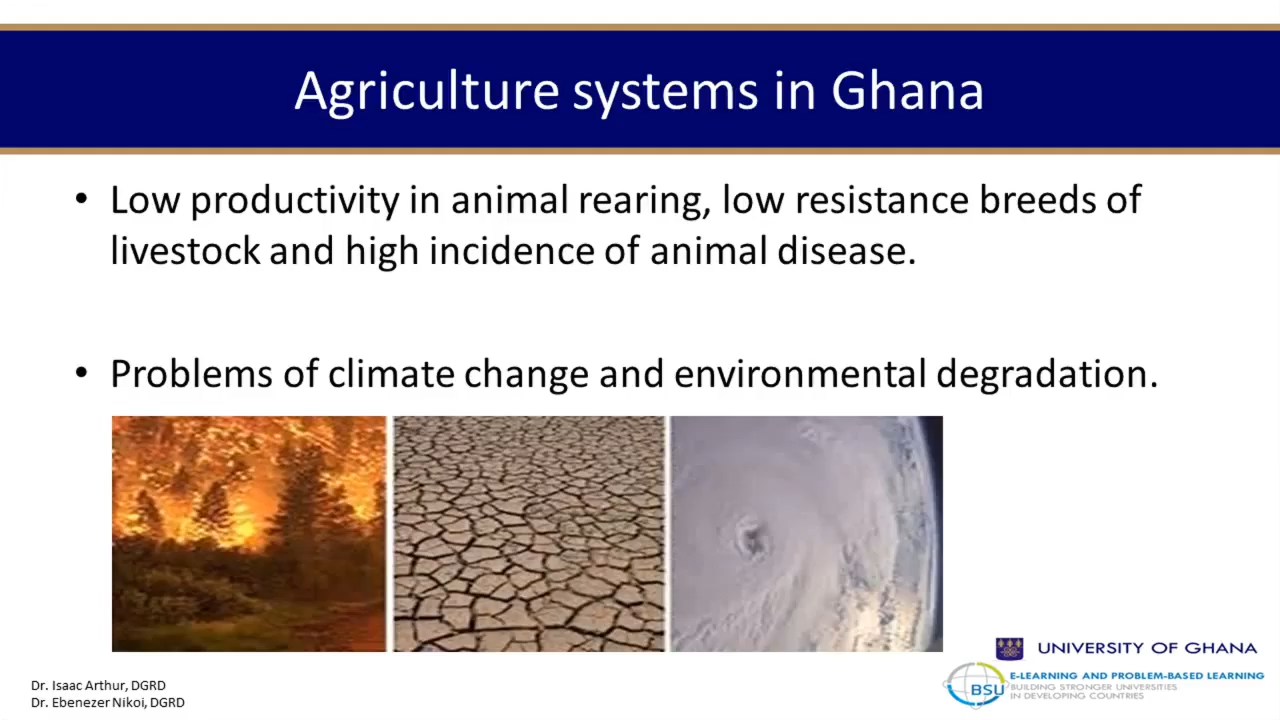 Agriculture systems in Ghana
• Low productivity in animal rearing, low resistance breeds of
livestock and high incidence of animal disease.
• Problems of climate change and environmental degradation.
Dr. Isaac Arthur, DGRD
Dr. Ebenezer Nikoi, DGRD
UNIVERSITY OF GHANA
BSU
E-LEARNING AND PROBLEM-BASED LEARNING
BUILDING STRONGER UNIVERSITIES
IN DEVELOPING COUNTRIES